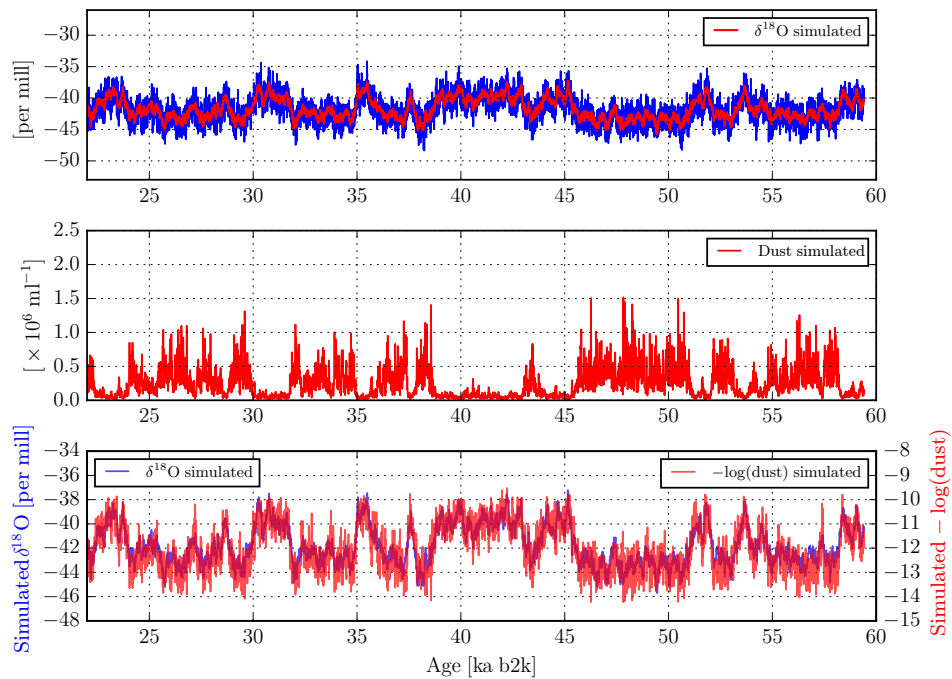 −30
−35
−40
−45
−50
[per mill]
δ¹⁸O simulated
25 30 35 40 45 50 55 60
2.5
2.0
1.5
1.0
0.5
0.0
[ × 10⁶ ml⁻¹]
Dust simulated
25 30 35 40 45 50 55 60
−34
−36
−38
−40
−42
−44
−46
−48
Simulated δ¹⁸O [per mill]
δ¹⁸O simulated
−log(dust) simulated
−8
−9
−10
−11
−12
−13
−14
−15
Simulated −log(dust)
25 30 35 40 45 50 55 60
Age [ka b2k]